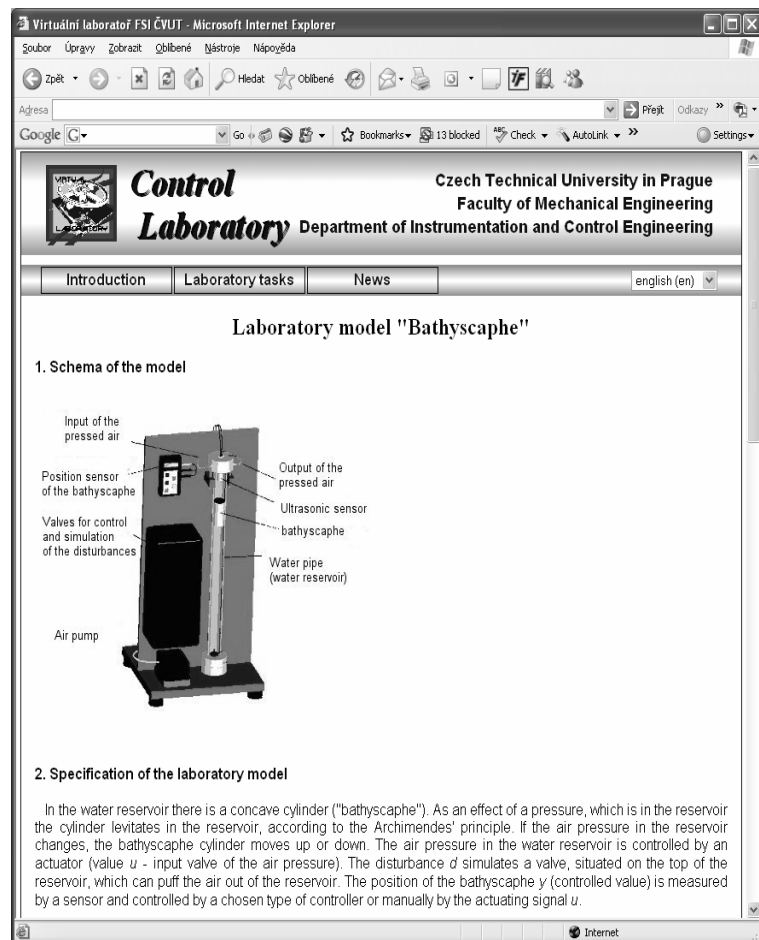 Virtuální laboratoř FSI ČVUT - Microsoft Internet Explorer
Soubor Úpravy Zobrazit Oblíbené Nástroje Nápověda
Zpět Hledat Oblíbené
Adresa Přejít Odkazy »
Google G Go Bookmarks 13 blocked ABC Check AutoLink » Settings
VIRTUAL
LABORATORY
Control
Laboratory
Czech Technical University in Prague
Faculty of Mechanical Engineering
Department of Instrumentation and Control Engineering
Introduction Laboratory tasks News english (en)
Laboratory model "Bathyscaphe"
1. Schema of the model
Input of the
pressed air
Position sensor
of the bathyscaphe
Valves for control
and simulation
of the disturbances
Air pump
Output of the
pressed air
Ultrasonic sensor
bathyscaphe
Water pipe
(water reservoir)
2. Specification of the laboratory model
In the water reservoir there is a concave cylinder ("bathyscaphe"). As an effect of a pressure, which is in the reservoir
the cylinder levitates in the reservoir, according to the Archimendes' principle. If the air pressure in the reservoir
changes, the bathyscaphe cylinder moves up or down. The air pressure in the water reservoir is controlled by an
actuator (value u - input valve of the air pressure). The disturbance d simulates a valve, situated on the top of the
reservoir, which can puff the air out of the reservoir. The position of the bathyscaphe y (controlled value) is measured
by a sensor and controlled by a chosen type of controller or manually by the actuating signal u.
Internet